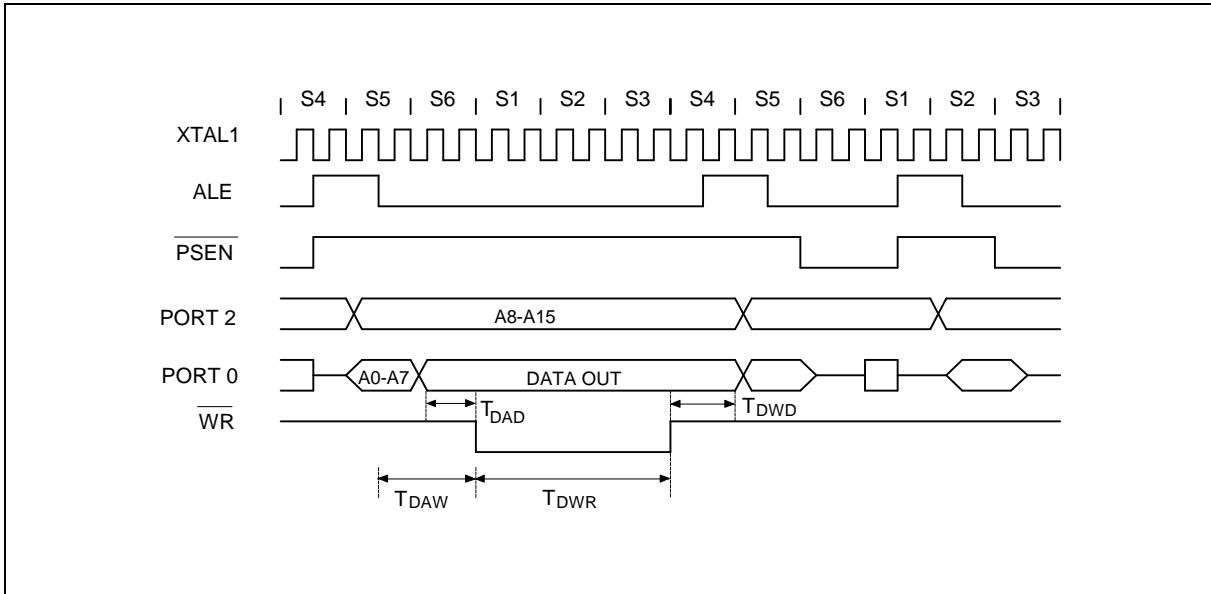 | S4 | S5 | S6 | S1 | S2 | S3 | S4 | S5 | S6 | S1 | S2 | S3 |
XTAL1
ALE
PSEN
PORT 2
A8-A15
PORT 0
A0-A7
DATA OUT
WR
TDAD
TDWD
TDAW
TDWR